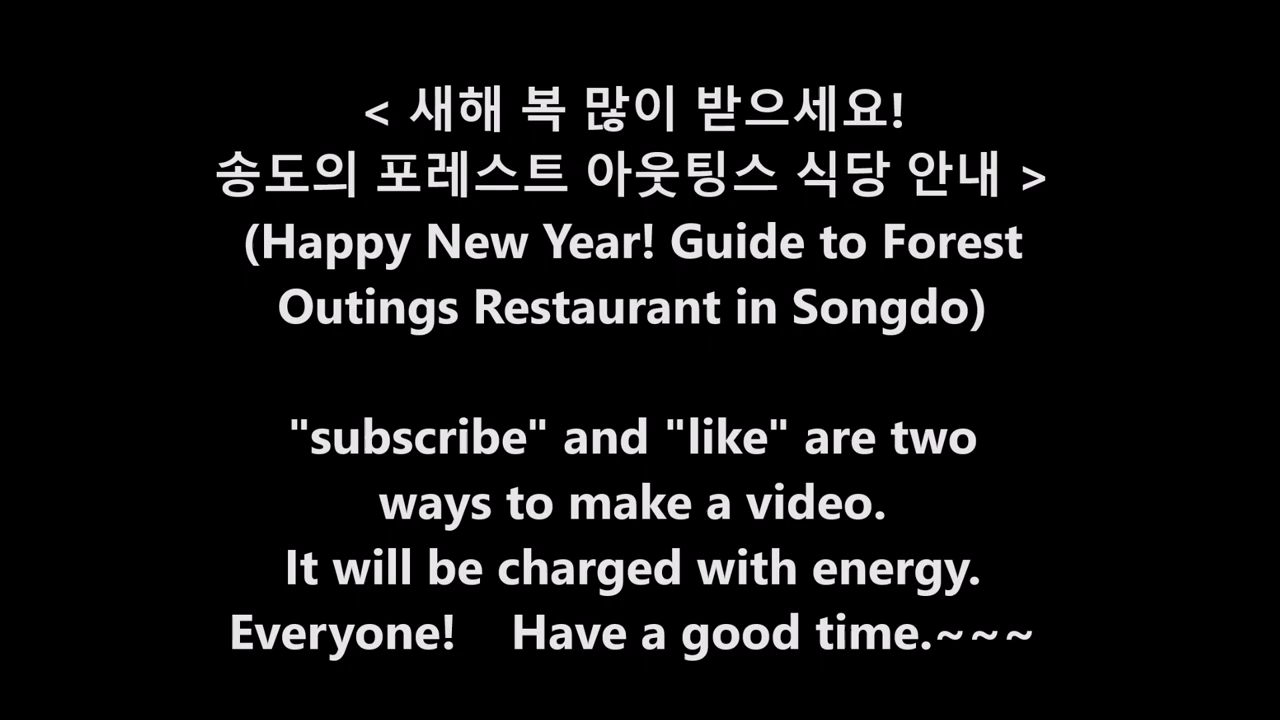 < 새해 복 많이 받으세요!
송도의 포레스트 아웃팅스 식당 안내 >
(Happy New Year! Guide to Forest
Outings Restaurant in Songdo)
"subscribe" and "like" are two
ways to make a video.
It will be charged with energy.
Everyone!    Have a good time.~~~